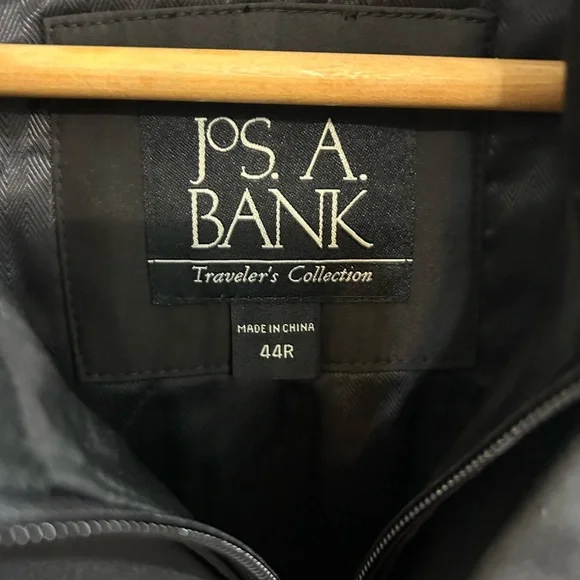 JoS. A.
BANK
Traveler's Collection
MADE IN CHINA
44R